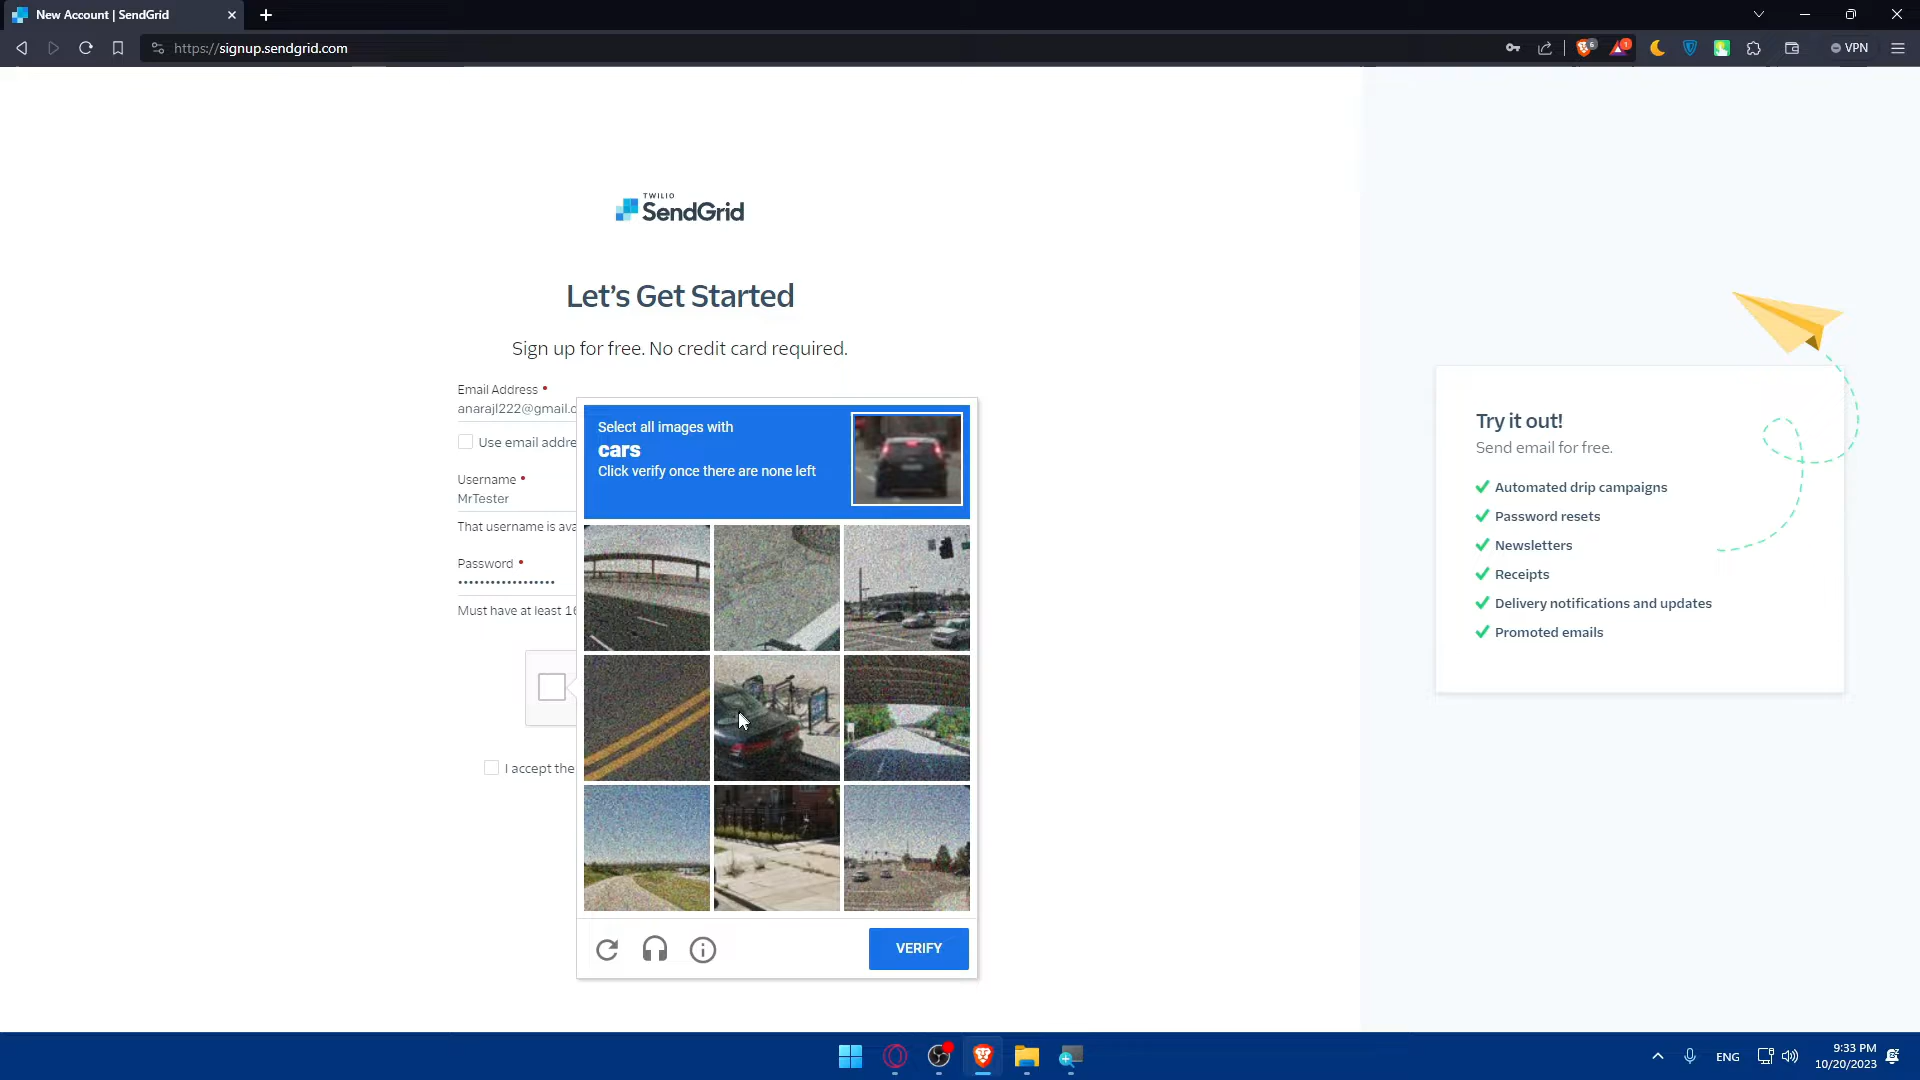 New Account | SendGrid
https://signup.sendgrid.com
6
1
VPN
TWILIO
SendGrid
Let's Get Started
Sign up for free. No credit card required.
Email Address •
anarajl222@gmail.c
Use email addre
Username •
MrTester
That username is ava
Password •
••••••••••••••••••
Must have at least 16
I accept the
Select all images with
cars
Click verify once there are none left
VERIFY
Try it out!
Send email for free.
Automated drip campaigns
Password resets
Newsletters
Receipts
Delivery notifications and updates
Promoted emails
ENG
9:33 PM
10/20/2023